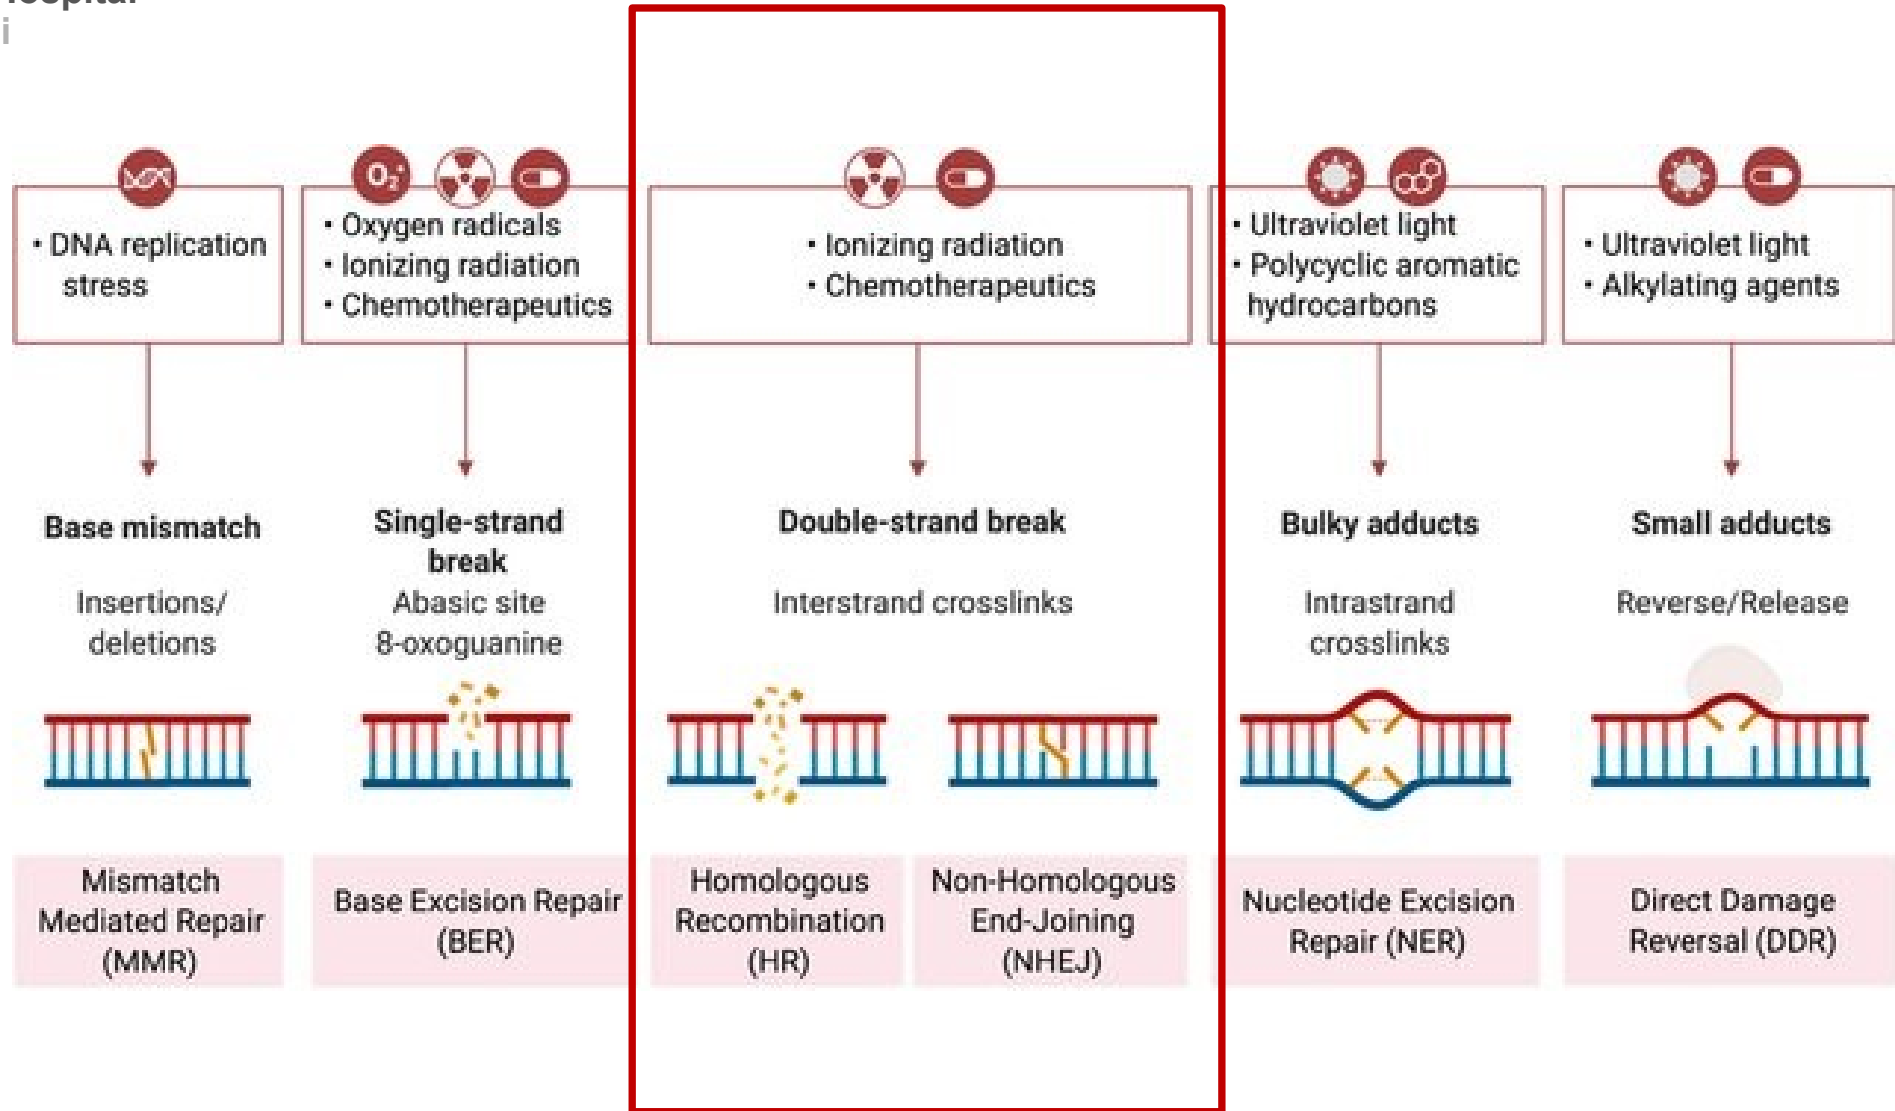 i
O₂•
• DNA replication
stress
• Oxygen radicals
• Ionizing radiation
• Chemotherapeutics
• Ionizing radiation
• Chemotherapeutics
• Ultraviolet light
• Polycyclic aromatic
hydrocarbons
• Ultraviolet light
• Alkylating agents
Base mismatch
Insertions/
deletions
Single-strand
break
Abasic site
8-oxoguanine
Double-strand break
Interstrand crosslinks
Bulky adducts
Intrastrand
crosslinks
Small adducts
Reverse/Release
Mismatch
Mediated Repair
(MMR)
Base Excision Repair
(BER)
Homologous
Recombination
(HR)
Non-Homologous
End-Joining
(NHEJ)
Nucleotide Excision
Repair (NER)
Direct Damage
Reversal (DDR)